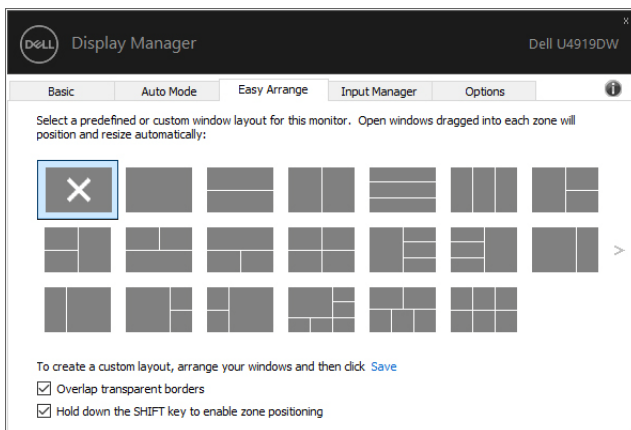 x
DELL Display Manager Dell U4919DW
Basic Auto Mode Easy Arrange Input Manager Options
Select a predefined or custom window layout for this monitor. Open windows dragged into each zone will
position and resize automatically:
>
To create a custom layout, arrange your windows and then click Save
Overlap transparent borders
Hold down the SHIFT key to enable zone positioning